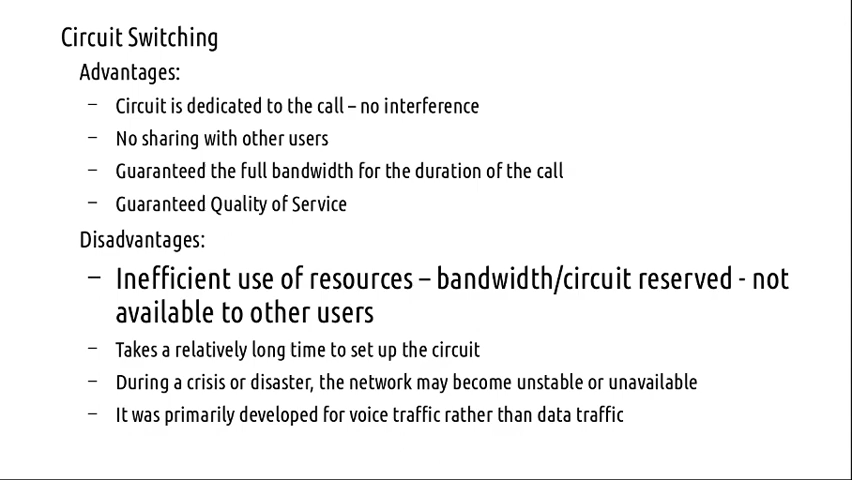 Circuit Switching
Advantages:
– Circuit is dedicated to the call – no interference
– No sharing with other users
– Guaranteed the full bandwidth for the duration of the call
– Guaranteed Quality of Service
Disadvantages:
– Inefficient use of resources – bandwidth/circuit reserved - not
available to other users
– Takes a relatively long time to set up the circuit
– During a crisis or disaster, the network may become unstable or unavailable
– It was primarily developed for voice traffic rather than data traffic